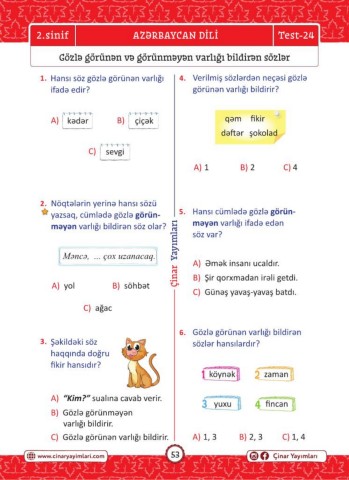 2.sinif
AZƏRBAYCAN DİLİ
Test-24
Gözlə görünən və görünməyən varlığı bildirən sözlər
1. Hansı söz gözlə görünən varlığı
ifadə edir?
A) kədər
B) çiçək
C) sevgi
2. Nöqtələrin yerinə hansı sözü
yazsaq, cümlədə gözlə görün-
məyən varlığı bildirən söz olar?
Məncə, ... çox uzanacaq.
A) yol
B) söhbət
C) ağac
3. Şəkildəki söz
haqqında doğru
fikir hansıdır?
A) "Kim?" sualına cavab verir.
B) Gözlə görünməyən
varlığı bildirir.
C) Gözlə görünən varlığı bildirir.
Çinar Yayımları
4. Verilmiş sözlərdən neçəsi gözlə
görünən varlığı bildirir?
qəm fikir
dəftər şokolad
A) 1
B) 2
C) 4
5. Hansı cümlədə gözlə görün-
məyən varlığı ifadə edən
söz var?
A) Əmək insanı ucaldır.
B) Şir qorxmadan irəli getdi.
C) Günəş yavaş-yavaş batdı.
6. Gözlə görünən varlığı bildirən
sözlər hansılardır?
1 köynək
2 zaman
3 yuxu
4 fincan
A) 1, 3
B) 2, 3
C) 1, 4
www.cinaryayimlari.com
53
Çinar Yayımları